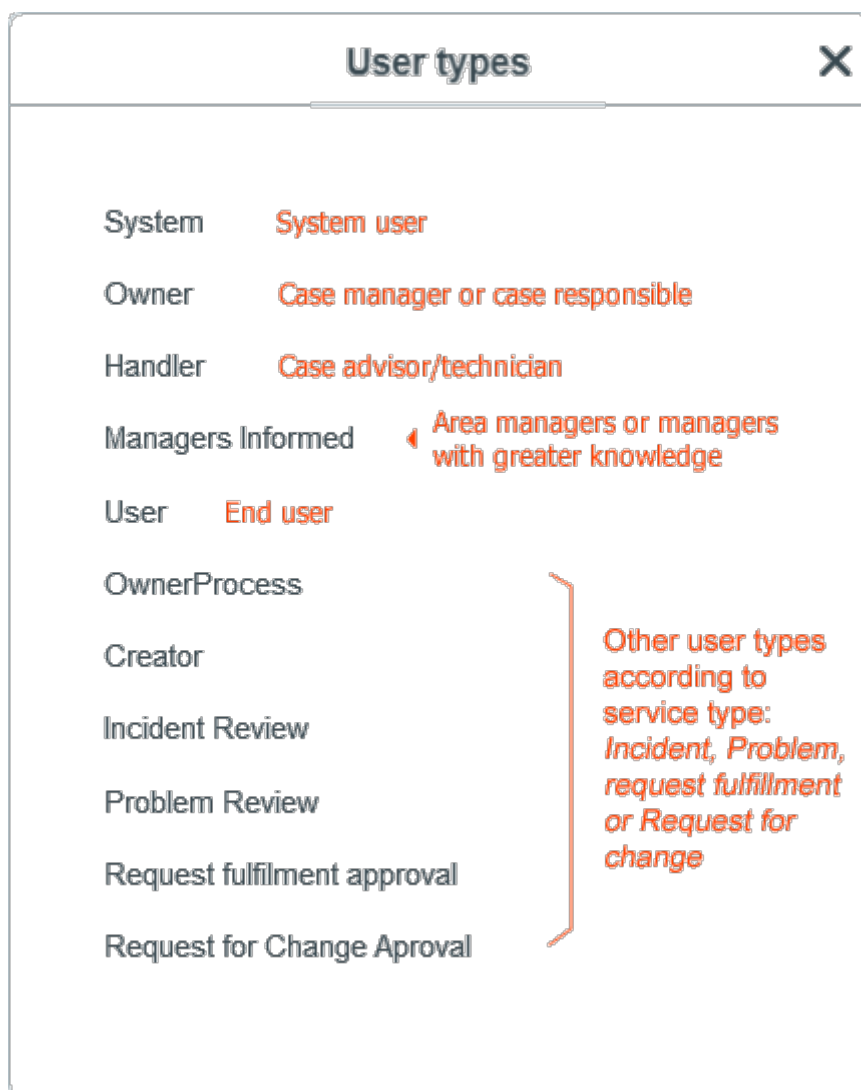 User types
System System user
Owner Case manager or case responsible
Handler Case advisor/technician
Managers Informed Area managers or managers
with greater knowledge
User End user
OwnerProcess
Creator
Incident Review
Problem Review
Request fulfilment approval
Request for Change Aproval
Other user types
according to
service type:
Incident, Problem,
request fulfillment
or Request for
change